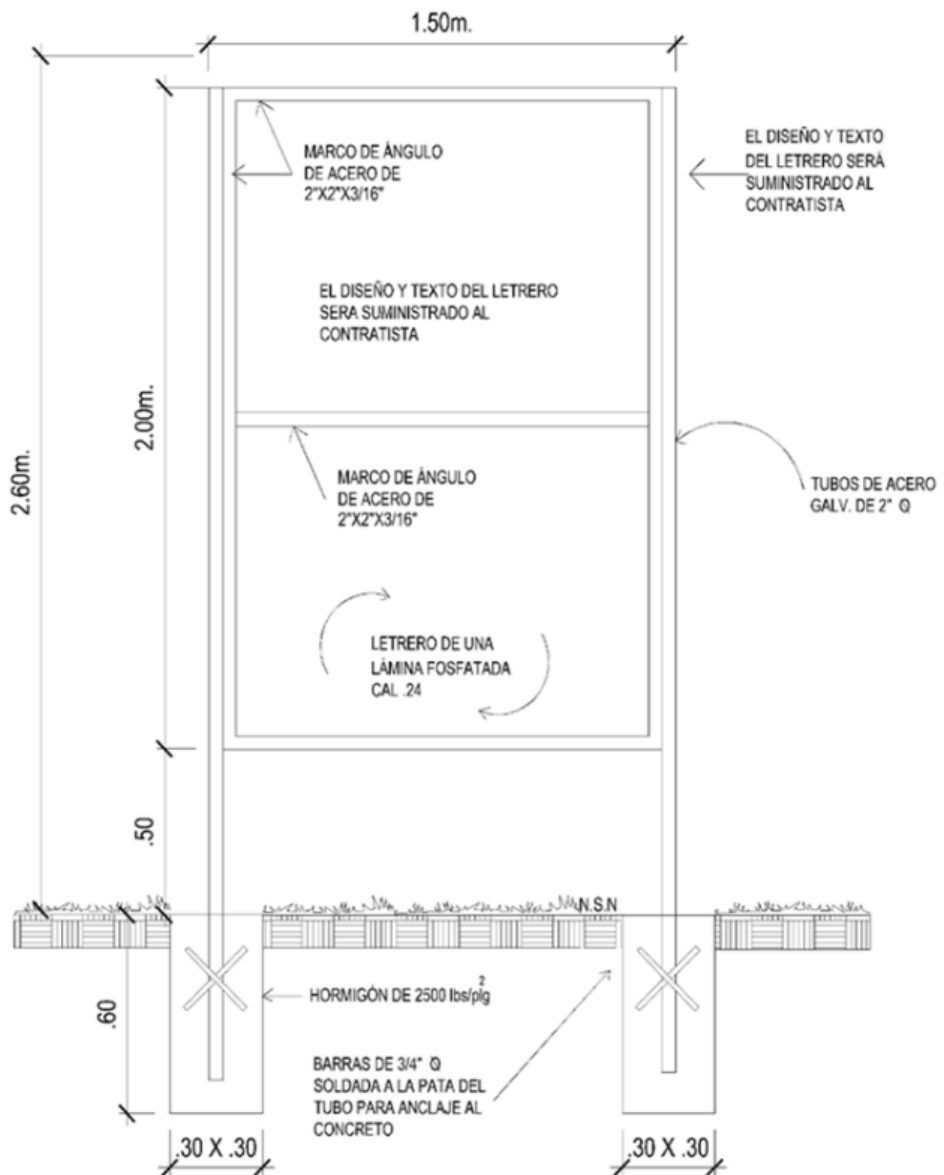 1.50m.
MARCO DE ÁNGULO
DE ACERO DE
2"X2"X3/16"
EL DISEÑO Y TEXTO
DEL LETRERO SERÁ
SUMINISTRADO AL
CONTRATISTA
EL DISEÑO Y TEXTO DEL LETRERO
SERA SUMINISTRADO AL
CONTRATISTA
2.60m.
2.00m.
MARCO DE ÁNGULO
DE ACERO DE
2"X2"X3/16"
TUBOS DE ACERO
GALV. DE 2" Q
LETRERO DE UNA
LÁMINA FOSFATADA
CAL .24
.50
N.S.N
.60
HORMIGÓN DE 2500 lbs/plg²
BARRAS DE 3/4" Q
SOLDADA A LA PATA DEL
TUBO PARA ANCLAJE AL
CONCRETO
.30 X .30
.30 X .30